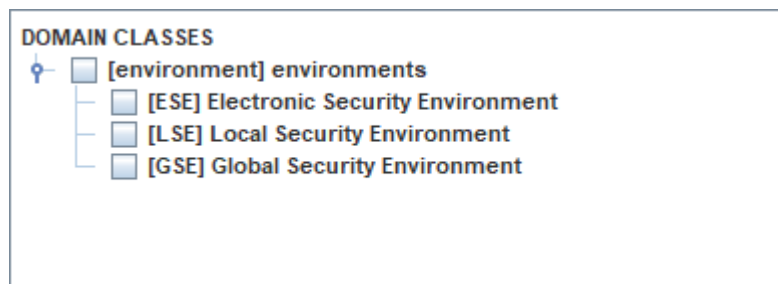 DOMAIN CLASSES
[environment] environments
[ESE] Electronic Security Environment
[LSE] Local Security Environment
[GSE] Global Security Environment